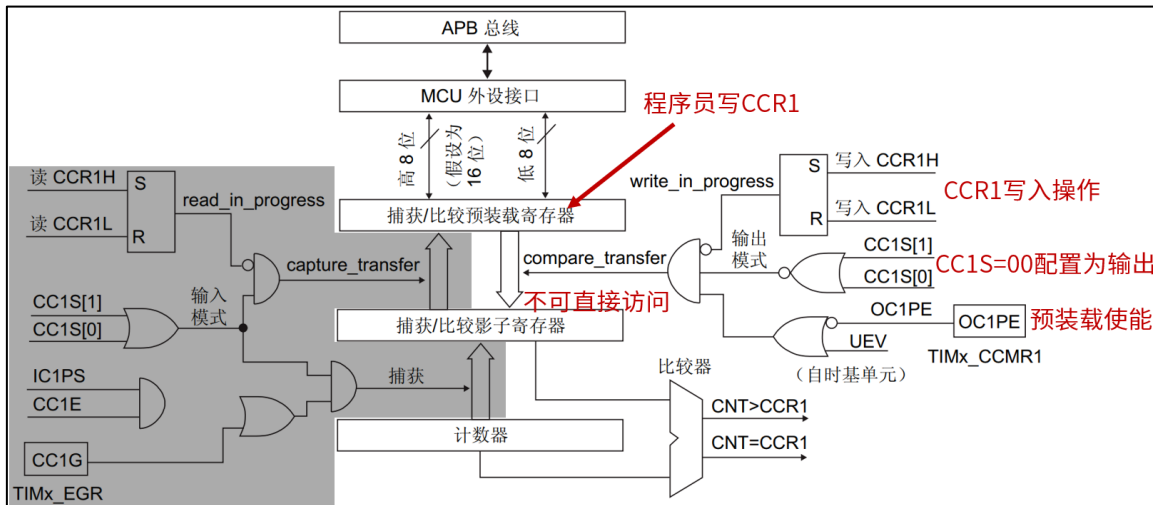 APB 总线
MCU 外设接口
程序员写CCR1
高 8 位
(假设为
16 位)
低 8 位
读 CCR1H
S
读 CCR1L
R
read_in_progress
捕获/比较预装载寄存器
write_in_progress
S
写入 CCR1H
R
写入 CCR1L
CCR1写入操作
capture_transfer
compare_transfer
输出
模式
CC1S[1]
CC1S[0]
CC1S=00配置为输出
不可直接访问
CC1S[1]
CC1S[0]
输入
模式
捕获/比较影子寄存器
OC1PE
OC1PE
预装载使能
UEV
TIMx_CCMR1
(自时基单元)
IC1PS
CC1E
捕获
比较器
CNT>CCR1
CNT=CCR1
计数器
CC1G
TIMx_EGR